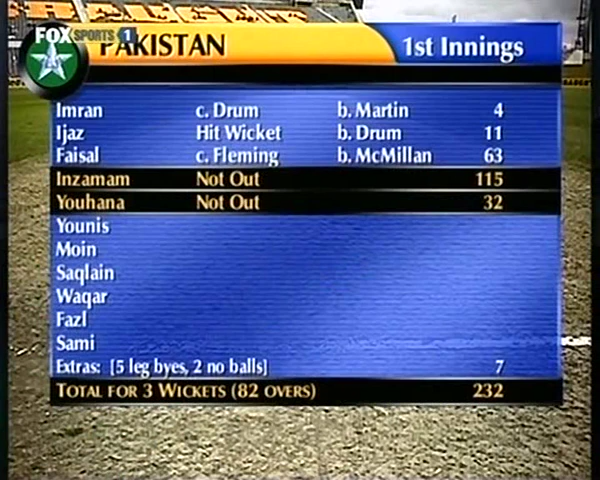 FOX SPORTS 1
PAKISTAN 1st Innings
Imran c. Drum b. Martin 4
Ijaz Hit Wicket b. Drum 11
Faisal c. Fleming b. McMillan 63
Inzamam Not Out 115
Youhana Not Out 32
Younis
Moin
Saqlain
Waqar
Fazl
Sami
Extras: [5 leg byes, 2 no balls] 7
TOTAL FOR 3 WICKETS (82 OVERS) 232